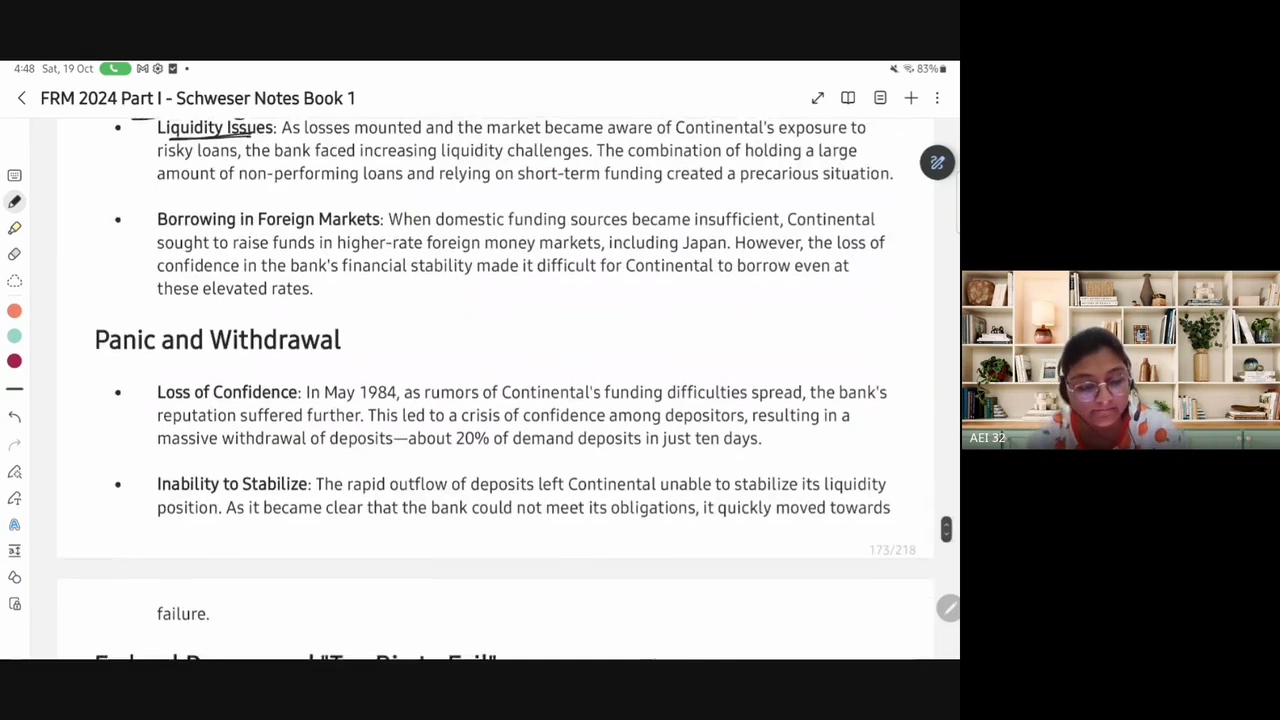 4:48 Sat, 19 Oct
83%
FRM 2024 Part I - Schweser Notes Book 1
Liquidity Issues: As losses mounted and the market became aware of Continental's exposure to
risky loans, the bank faced increasing liquidity challenges. The combination of holding a large
amount of non-performing loans and relying on short-term funding created a precarious situation.
Borrowing in Foreign Markets: When domestic funding sources became insufficient, Continental
sought to raise funds in higher-rate foreign money markets, including Japan. However, the loss of
confidence in the bank's financial stability made it difficult for Continental to borrow even at
these elevated rates.
Panic and Withdrawal
Loss of Confidence: In May 1984, as rumors of Continental's funding difficulties spread, the bank's
reputation suffered further. This led to a crisis of confidence among depositors, resulting in a
massive withdrawal of deposits—about 20% of demand deposits in just ten days.
Inability to Stabilize: The rapid outflow of deposits left Continental unable to stabilize its liquidity
position. As it became clear that the bank could not meet its obligations, it quickly moved towards
173/218
failure.
AEI 32